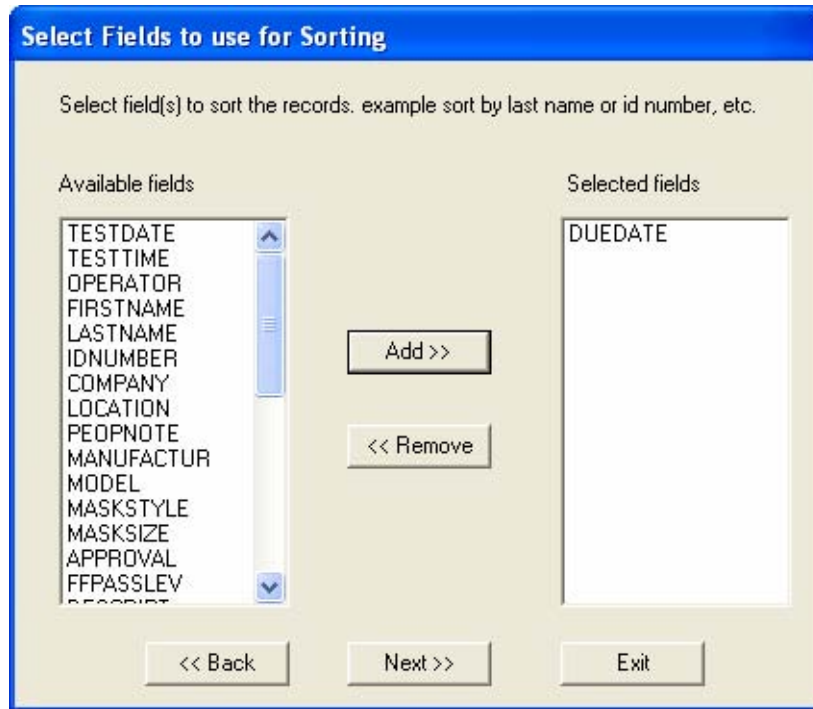 Select Fields to use for Sorting
Select field(s) to sort the records. example sort by last name or id number, etc.
Available fields
Selected fields
TESTDATE
TESTTIME
OPERATOR
FIRSTNAME
LASTNAME
IDNUMBER
COMPANY
LOCATION
PEOPNOTE
MANUFACTUR
MODEL
MASKSTYLE
MASKSIZE
APPROVAL
FFPASSLEV
DUEDATE
Add >>
<< Remove
<< Back
Next >>
Exit